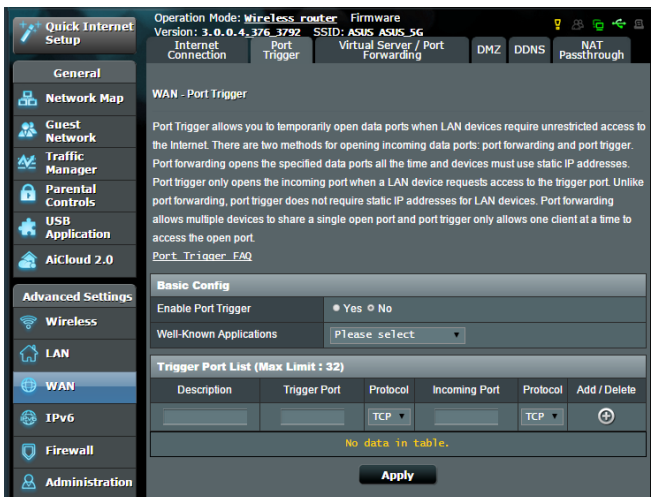 Operation Mode: Wireless router Firmware
Version: 3.0.0.4.376_3792 SSID: ASUS ASUS_5G
Quick Internet
Setup
General
Network Map
Guest
Network
Traffic
Manager
Parental
Controls
USB
Application
AiCloud 2.0
Advanced Settings
Wireless
LAN
WAN
IPv6
Firewall
Administration
Internet
Connection
Port
Trigger
Virtual Server / Port
Forwarding
DMZ
DDNS
NAT
Passthrough
WAN - Port Trigger
Port Trigger allows you to temporarily open data ports when LAN devices require unrestricted access to
the Internet. There are two methods for opening incoming data ports: port forwarding and port trigger.
Port forwarding opens the specified data ports all the time and devices must use static IP addresses.
Port trigger only opens the incoming port when a LAN device requests access to the trigger port. Unlike
port forwarding, port trigger does not require static IP addresses for LAN devices. Port forwarding
allows multiple devices to share a single open port and port trigger only allows one client at a time to
access the open port.
Port Trigger FAQ
Basic Config
Enable Port Trigger Yes No
Well-Known Applications Please select
Trigger Port List (Max Limit : 32)
Description Trigger Port Protocol Incoming Port Protocol Add / Delete
TCP TCP
No data in table.
Apply